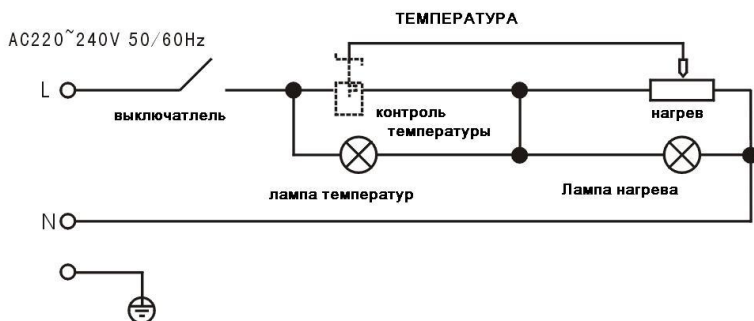 ТЕМПЕРАТУРА
AC220~240V 50/60Hz
L
выключатлель
контроль
температуры
нагрев
лампа температур
Лампа нагрева
N